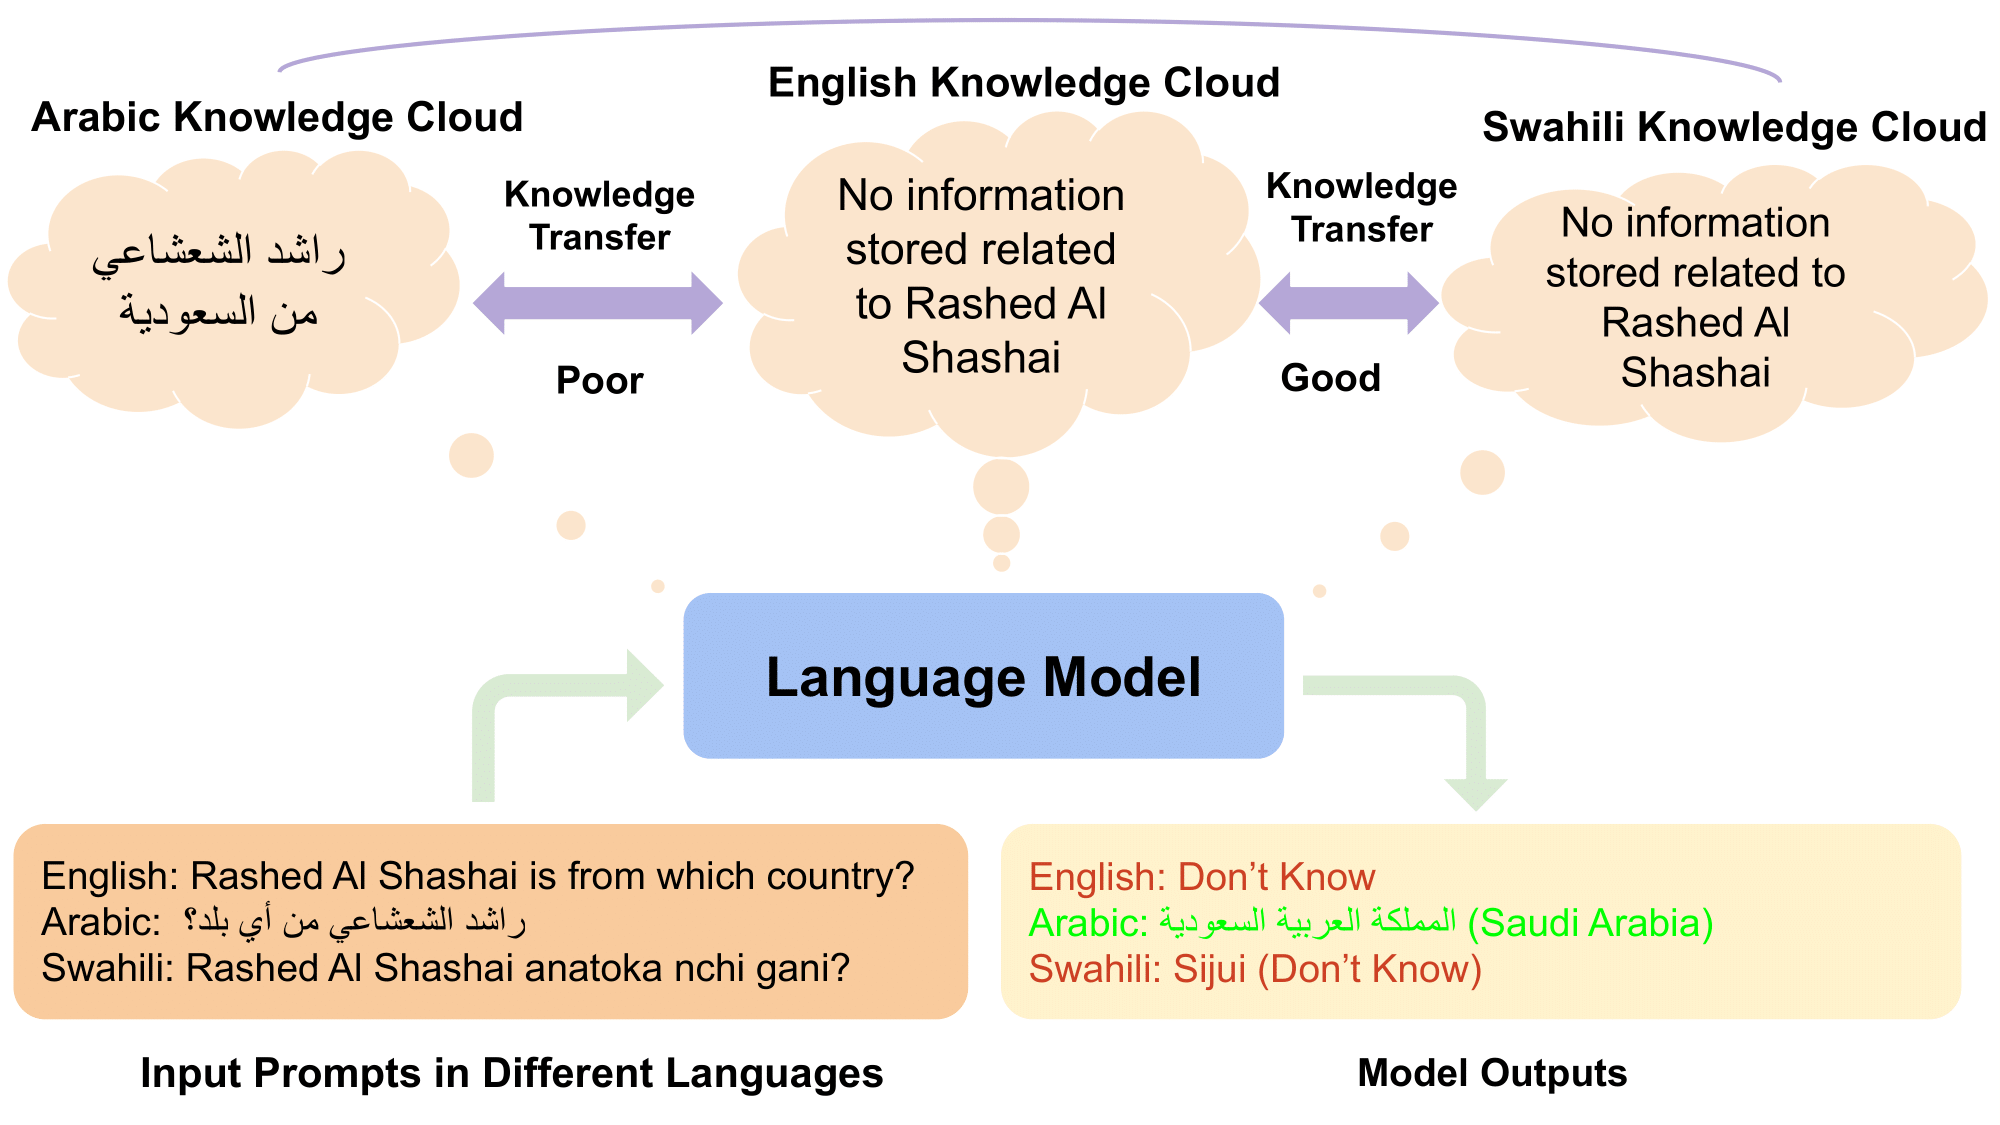 English Knowledge Cloud
Arabic Knowledge Cloud
Swahili Knowledge Cloud
راشد الشعشاعي
من السعودية
Knowledge
Transfer
Poor
No information
stored related
to Rashed Al
Shashai
Knowledge
Transfer
Good
No information
stored related to
Rashed Al
Shashai
Language Model
English: Rashed Al Shashai is from which country?
Arabic: راشد الشعشاعي من أي بلد؟
Swahili: Rashed Al Shashai anatoka nchi gani?
Input Prompts in Different Languages
English: Don’t Know
Arabic: المملكة العربية السعودية (Saudi Arabia)
Swahili: Sijui (Don’t Know)
Model Outputs